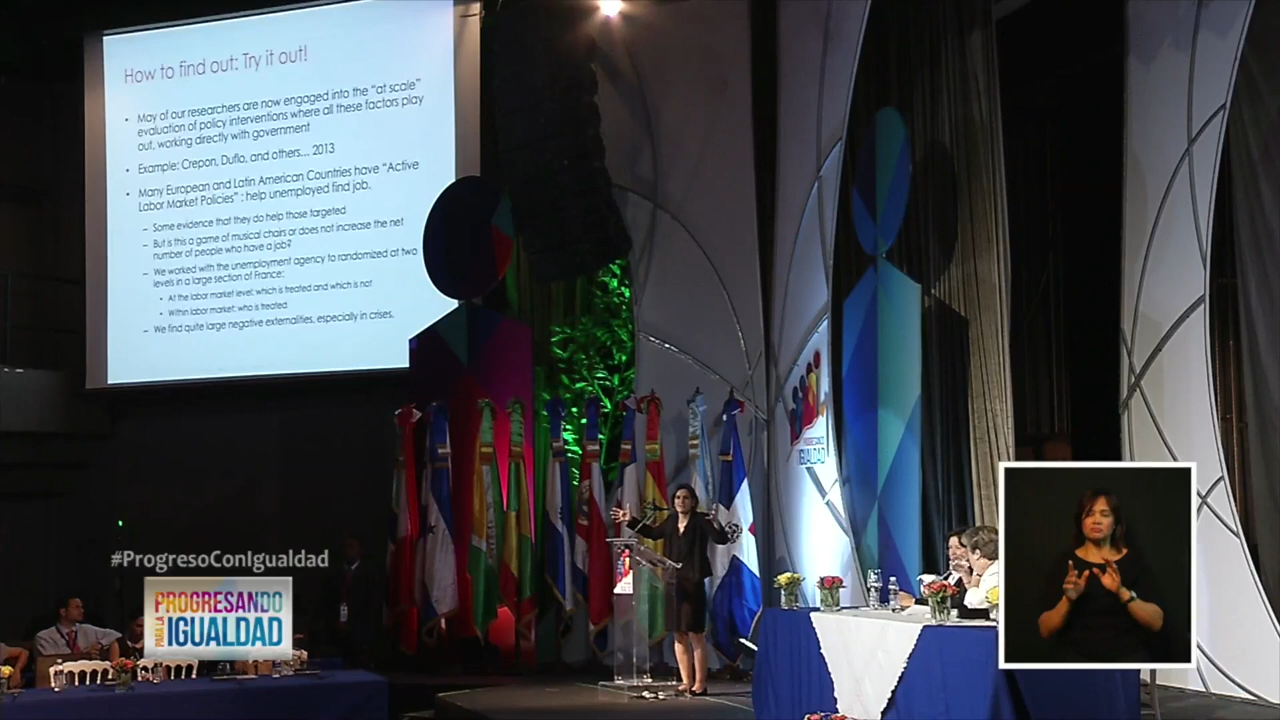 How to find out: Try it out!
• May of our researchers are now engaged into the “at scale”
evaluation of policy interventions where all these factors play
out, working directly with government
• Example: Crepon, Duflo, and others... 2013
• Many European and Latin American Countries have “Active
Labor Market Policies” : help unemployed find job.
– Some evidence that they do help those targeted
– But is this a game of musical chairs or does not increase the net
number of people who have a job?
– We worked with the unemployment agency to randomized at two
levels in a large section of France:
• At the labor market level: which is treated and which is not
• Within labor market: who is treated
– We find quite large negative externalities, especially in crises.
PROGRESANDO
IGUALDAD
#ProgresoConIgualdad
PROGRESANDO
PARA LA
IGUALDAD